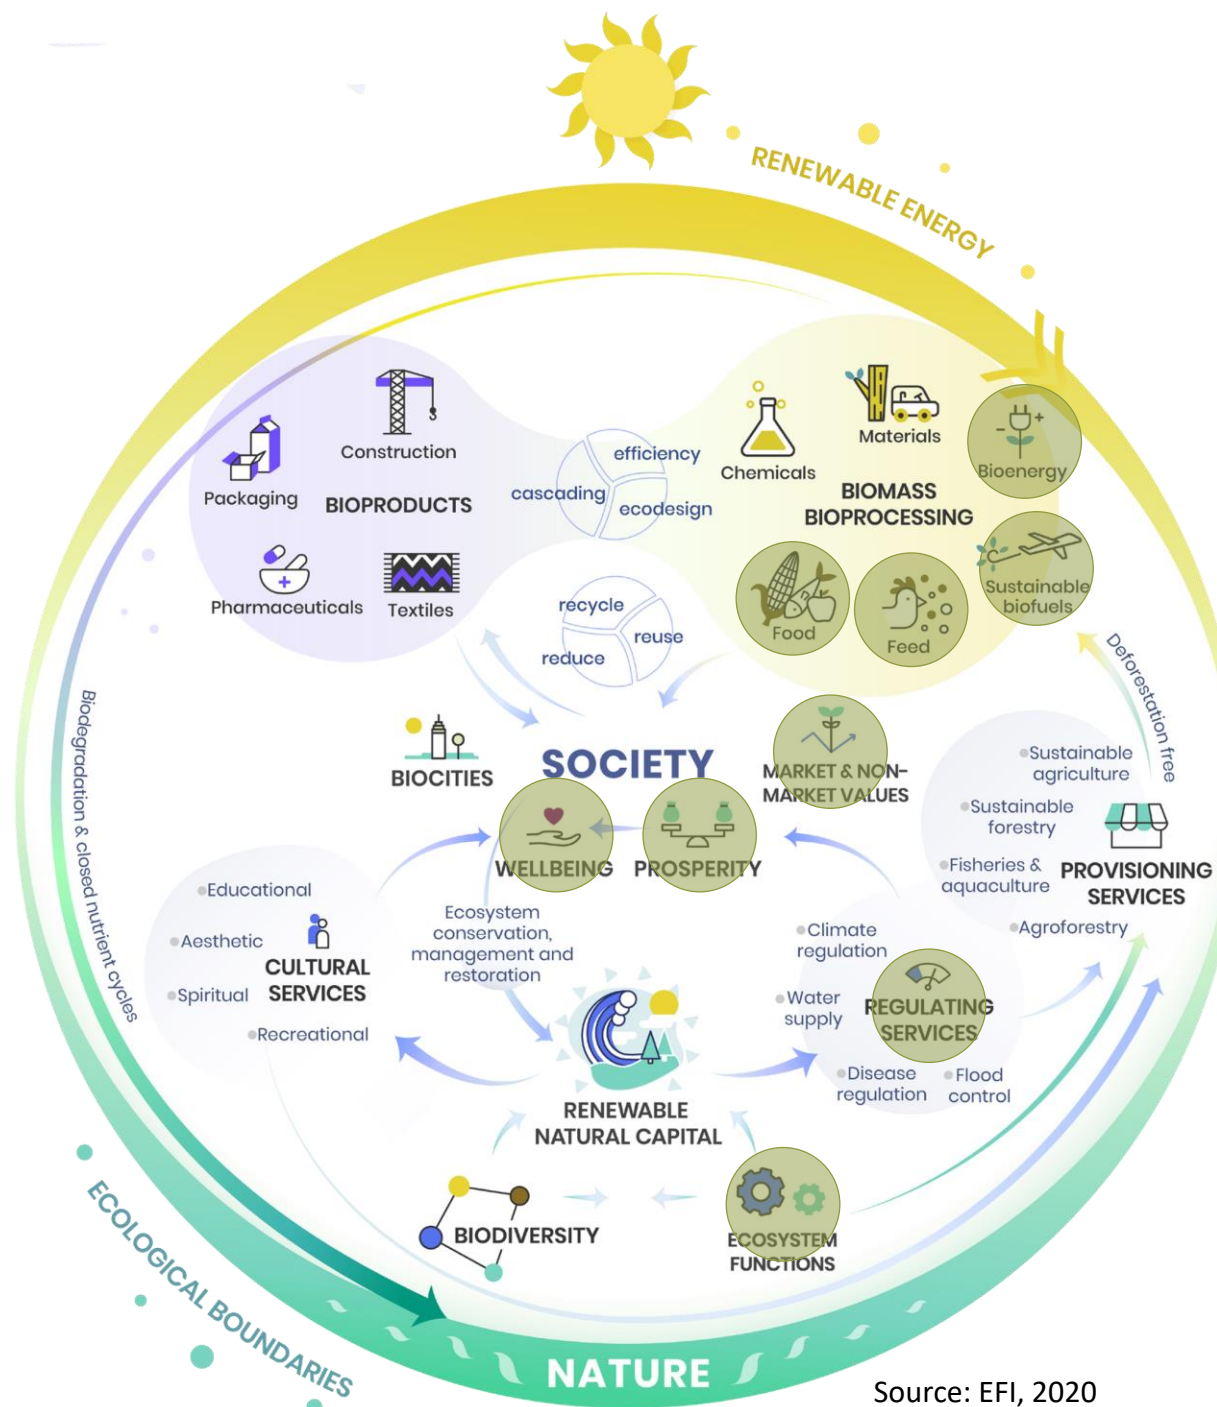 RENEWABLE ENERGY
Packaging
Construction
BIOPRODUCTS
Pharmaceuticals
Textiles
efficiency
cascading
ecodesign
recycle
reuse
reduce
Chemicals
Materials
Bioenergy
BIOMASS
BIOPROCESSING
Food
Feed
Sustainable
biofuels
Deforestation free
Biodegradation & closed nutrient cycles
BIOCITIES
SOCIETY
MARKET & NON-
MARKET VALUES
WELLBEING
PROSPERITY
Sustainable
agriculture
Sustainable
forestry
Fisheries &
aquaculture
Agroforestry
PROVISIONING
SERVICES
Educational
Aesthetic
Spiritual
Recreational
CULTURAL
SERVICES
Ecosystem
conservation,
management and
restoration
Climate
regulation
Water
supply
REGULATING
SERVICES
Disease
regulation
Flood
control
RENEWABLE
NATURAL CAPITAL
BIODIVERSITY
ECOSYSTEM
FUNCTIONS
ECOLOGICAL BOUNDARIES
NATURE
Source: EFI, 2020